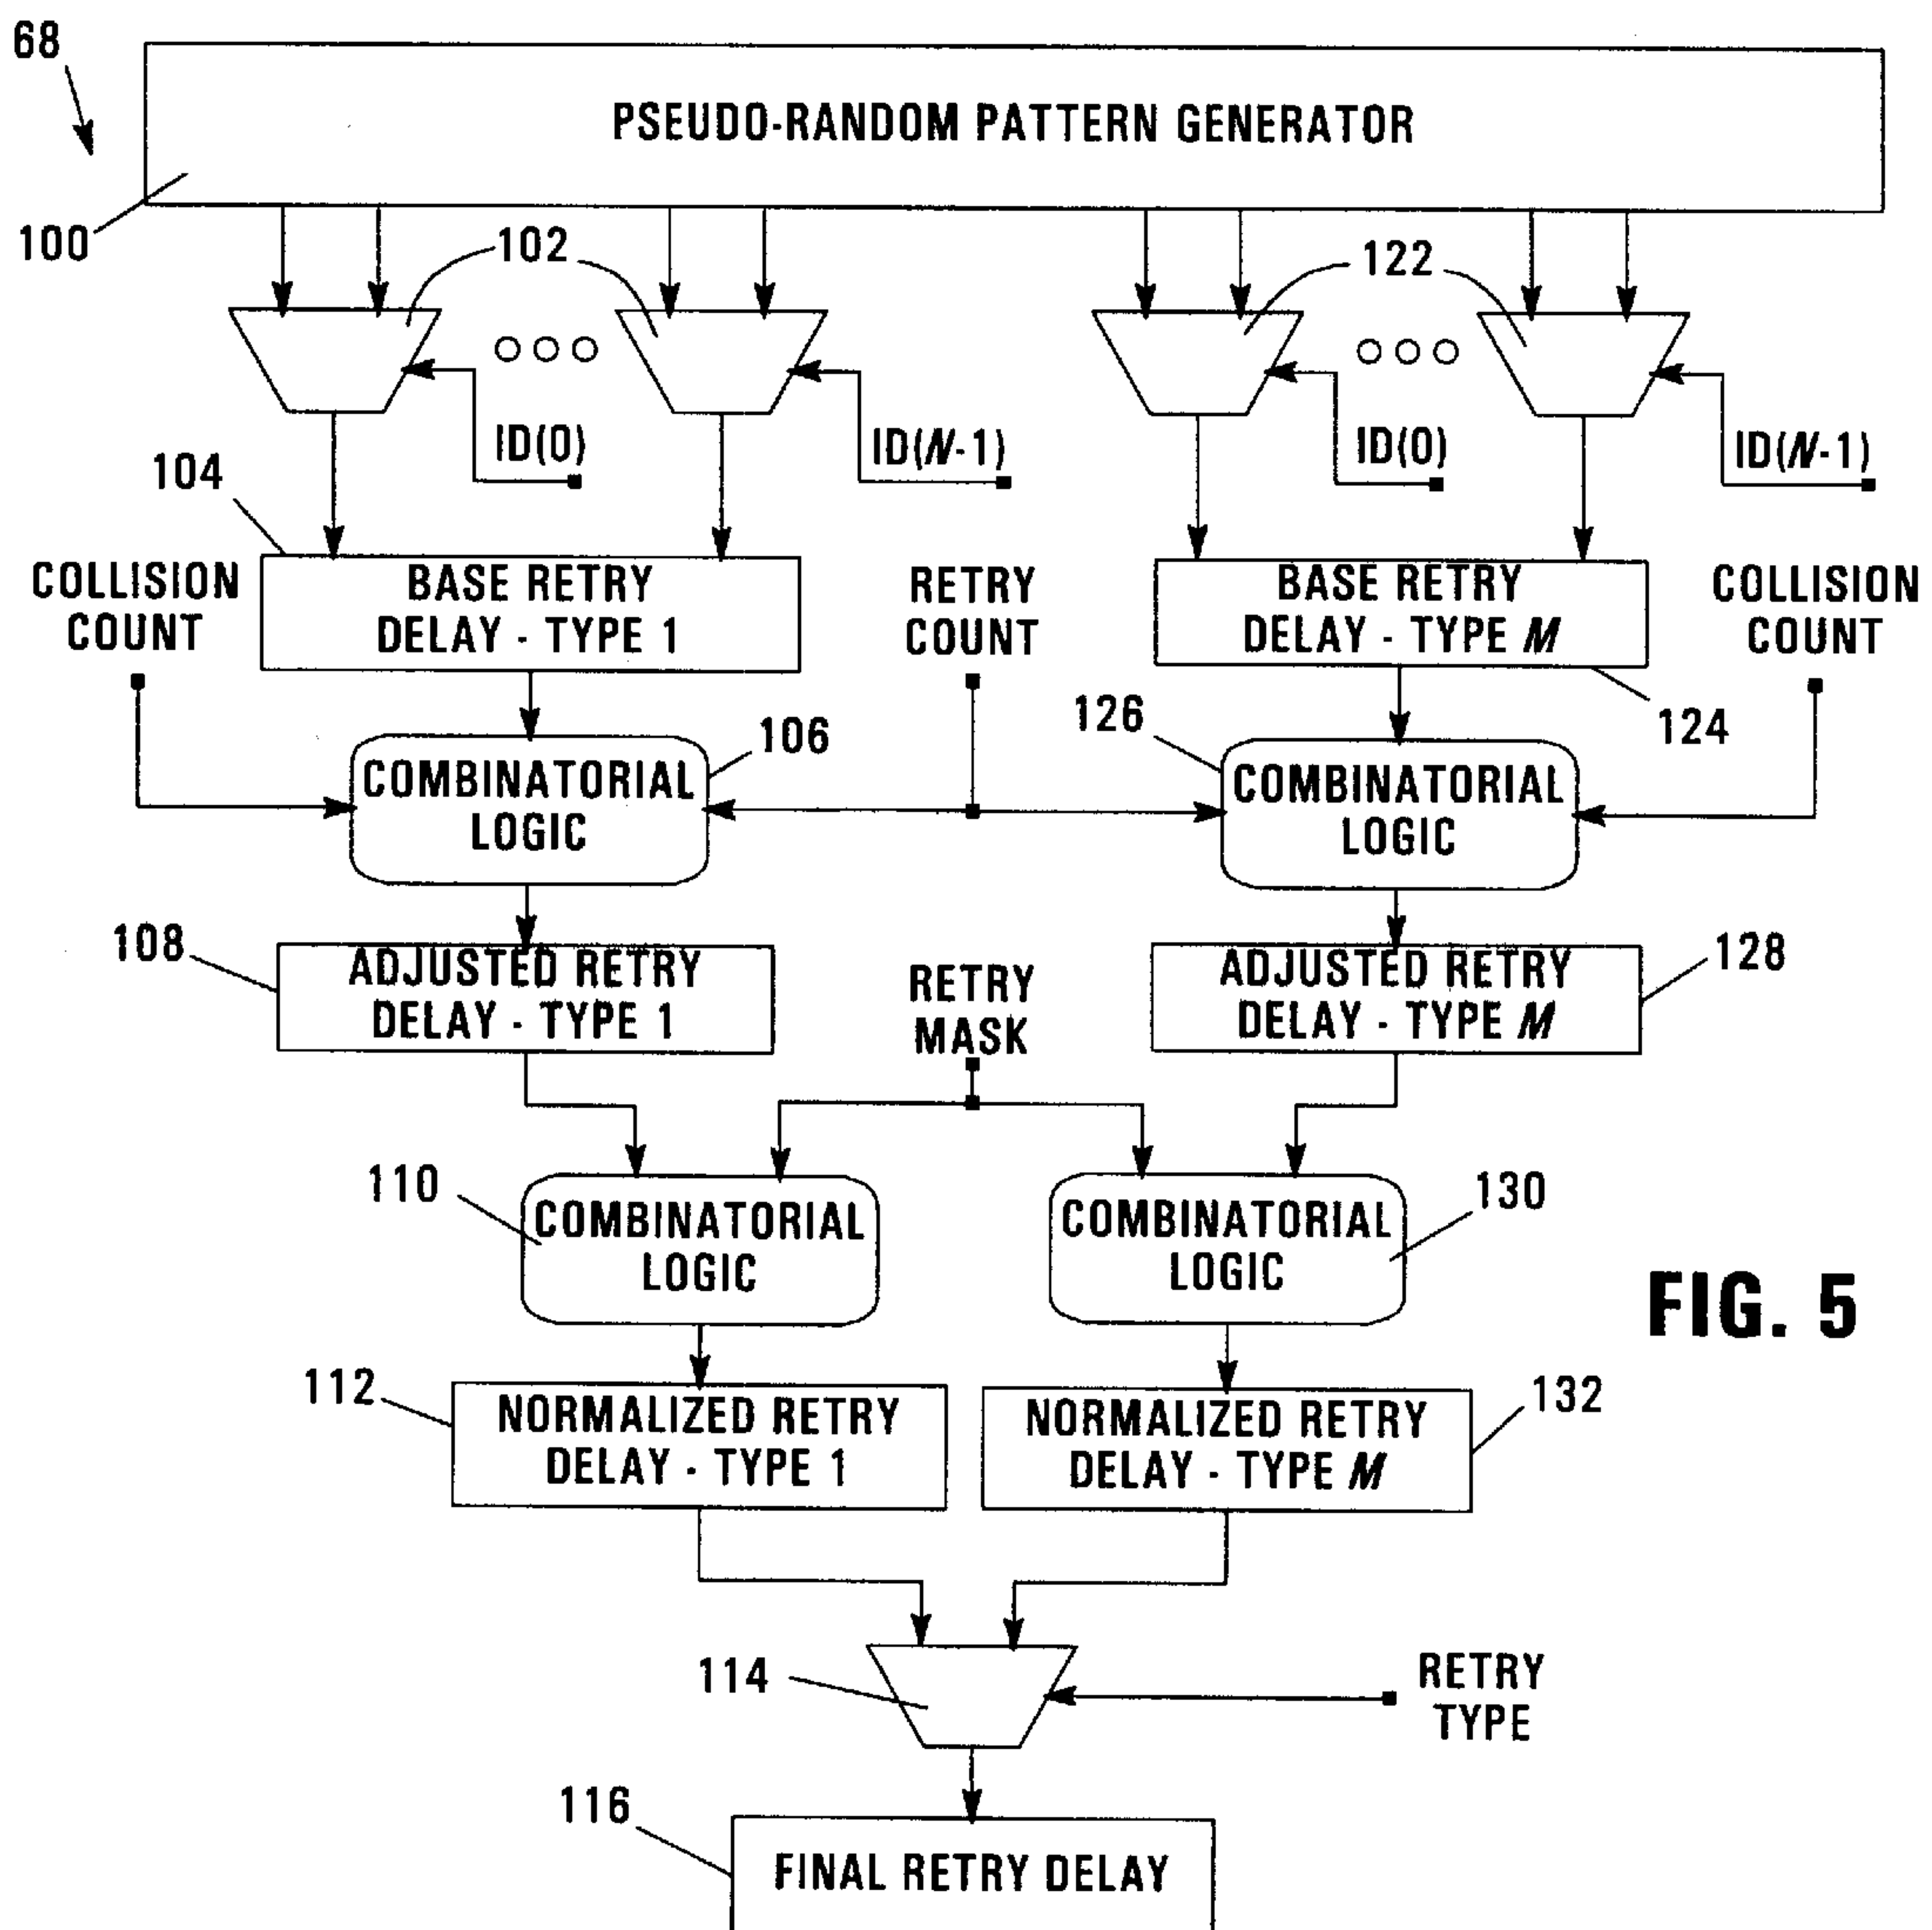 68
PSEUDO-RANDOM PATTERN GENERATOR
100
102
122
ID(0)
ID(N-1)
ID(0)
ID(N-1)
104
COLLISION
COUNT
BASE RETRY
DELAY - TYPE 1
RETRY
COUNT
BASE RETRY
DELAY - TYPE M
COLLISION
COUNT
124
106
126
COMBINATORIAL
LOGIC
COMBINATORIAL
LOGIC
108
ADJUSTED RETRY
DELAY - TYPE 1
RETRY
MASK
ADJUSTED RETRY
DELAY - TYPE M
128
110
COMBINATORIAL
LOGIC
COMBINATORIAL
LOGIC
130
FIG. 5
112
NORMALIZED RETRY
DELAY - TYPE 1
NORMALIZED RETRY
DELAY - TYPE M
132
114
RETRY
TYPE
116
FINAL RETRY DELAY